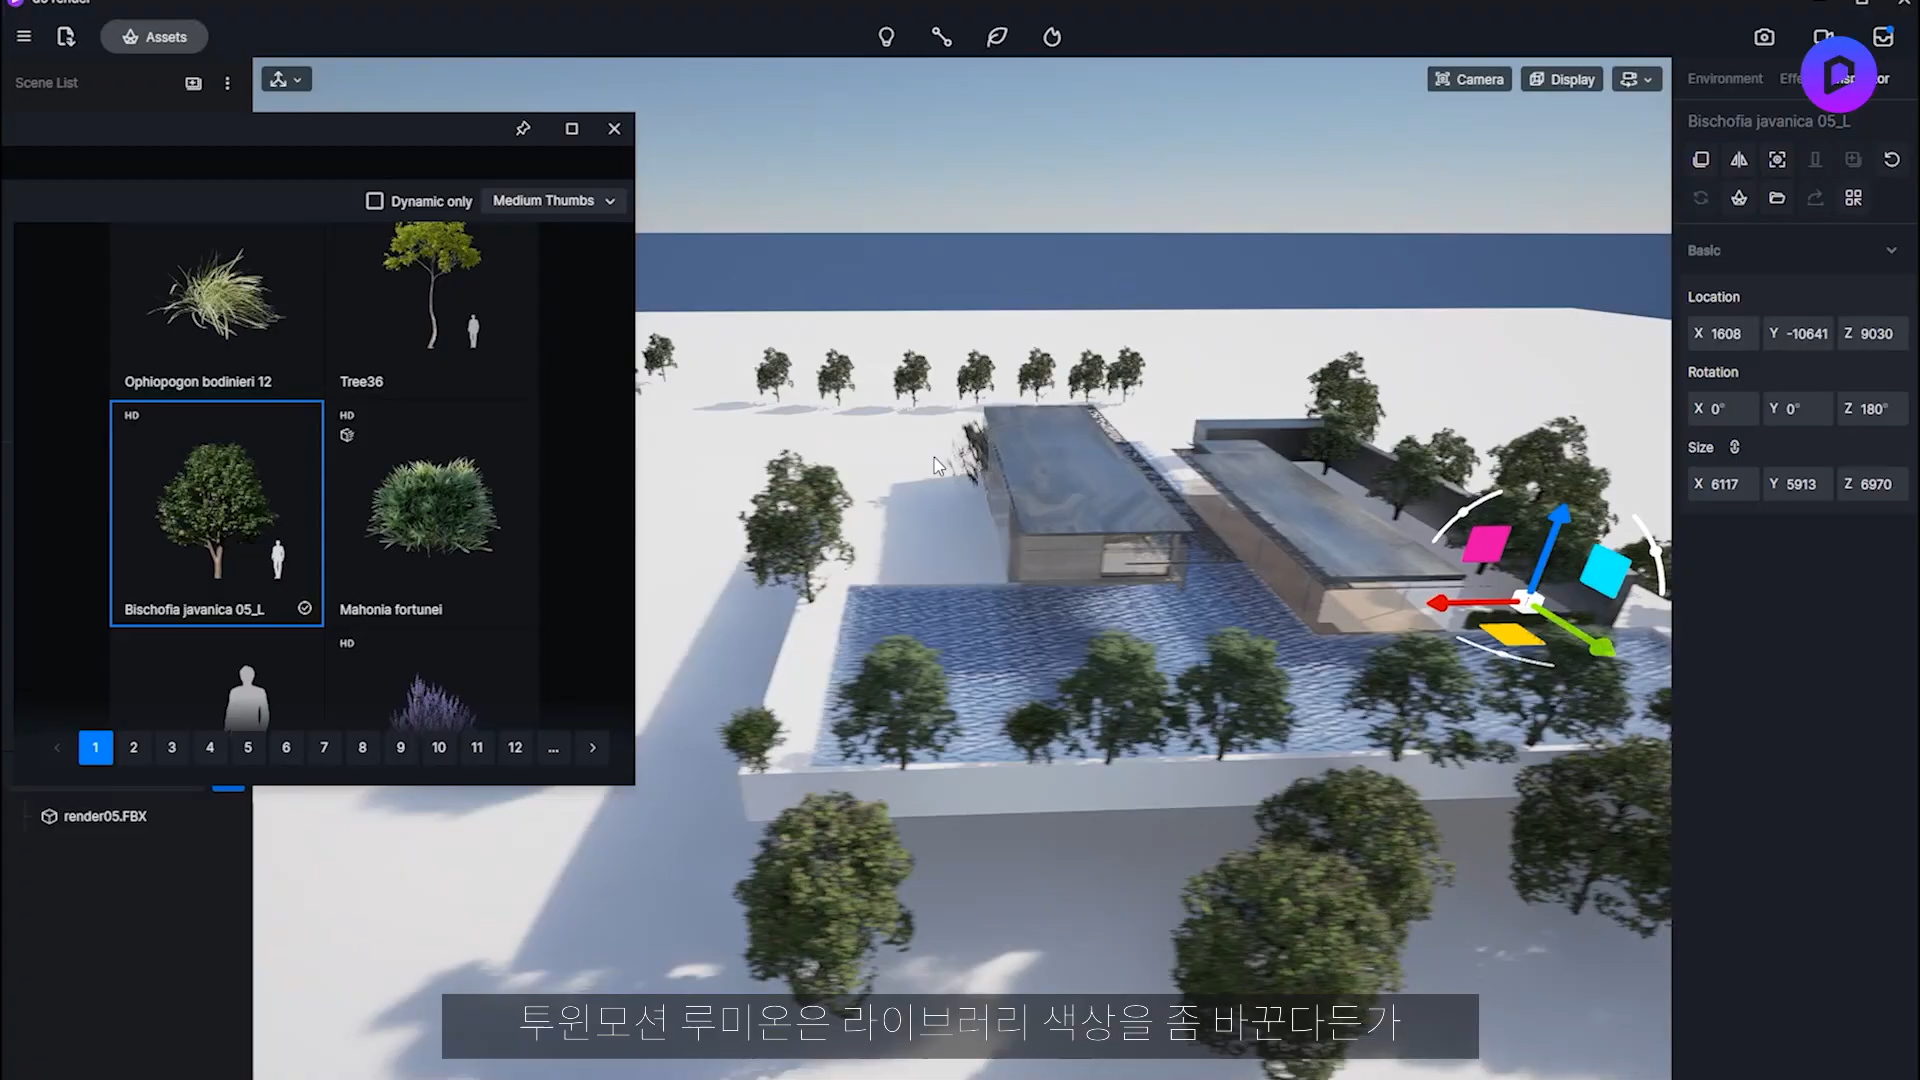 Assets
Scene List
Camera
Display
Environment
Bischofia javanica 05_L
Dynamic only
Medium Thumbs
Basic
Location
X 1608 Y -10641 Z 9030
Rotation
X 0° Y 0° Z 180°
Size
X 6117 Y 5913 Z 6970
Ophiopogon bodinieri 12
Tree36
HD
HD
Bischofia javanica 05_L
Mahonia fortunei
HD
1 2 3 4 5 6 7 8 9 10 11 12 ...
render05.FBX
투윈모션 루미온은 라이브러리 색상을 좀 바꾼다든가